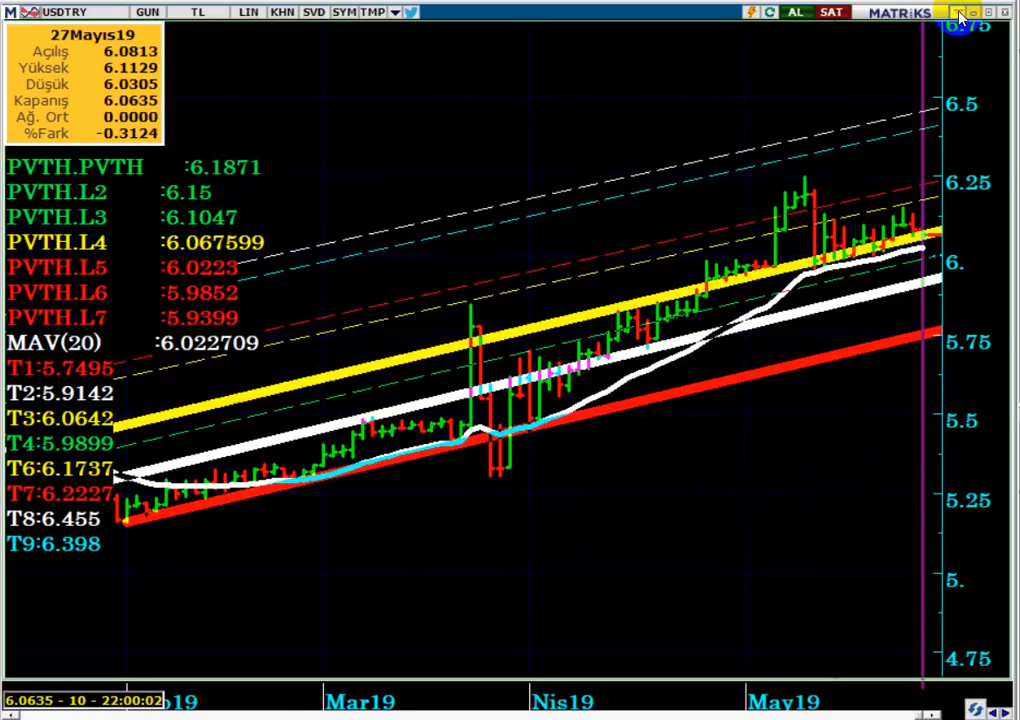 M USDTRY GUN TL LIN KHN SVD SYM TMP AL SAT MATRiKS
27Mayıs19
Açılış 6.0813
Yüksek 6.1129
Düşük 6.0305
Kapanış 6.0635
Ağ. Ort 0.0000
%Fark -0.3124
PVTH.PVTH :6.1871
PVTH.L2 :6.15
PVTH.L3 :6.1047
PVTH.L4 :6.067599
PVTH.L5 :6.0223
PVTH.L6 :5.9852
PVTH.L7 :5.9399
MAV(20) :6.022709
T1:5.7495
T2:5.9142
T3:6.0642
T4:5.9899
T6:6.1737
T7:6.2227
T8:6.455
T9:6.398
6.75
6.5
6.25
6.
5.75
5.5
5.25
5.
4.75
6.0635 - 10 - 22:00:02
19 Mar19 Nis19 May19